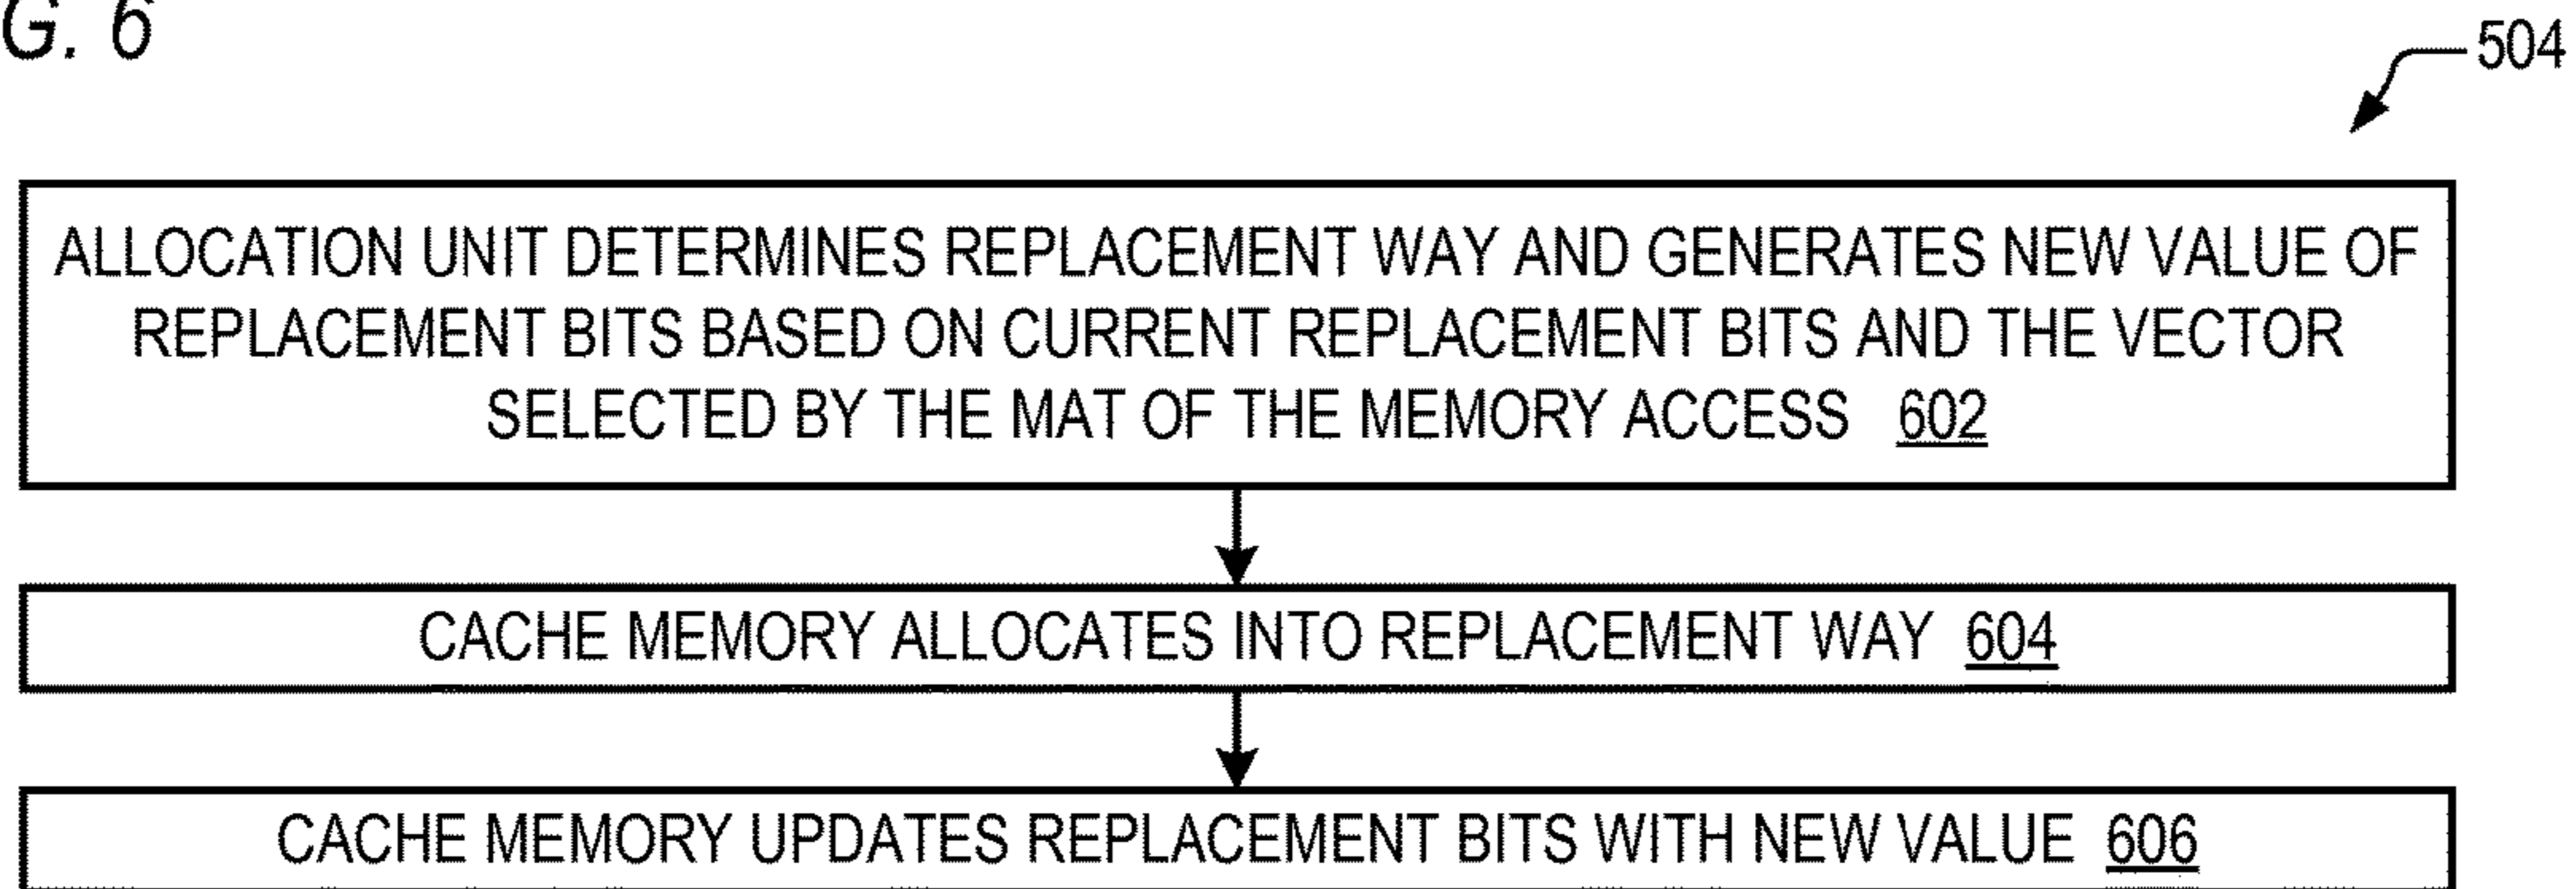 G. 6
504
ALLOCATION UNIT DETERMINES REPLACEMENT WAY AND GENERATES NEW VALUE OF
REPLACEMENT BITS BASED ON CURRENT REPLACEMENT BITS AND THE VECTOR
SELECTED BY THE MAT OF THE MEMORY ACCESS 602
CACHE MEMORY ALLOCATES INTO REPLACEMENT WAY 604
CACHE MEMORY UPDATES REPLACEMENT BITS WITH NEW VALUE 606